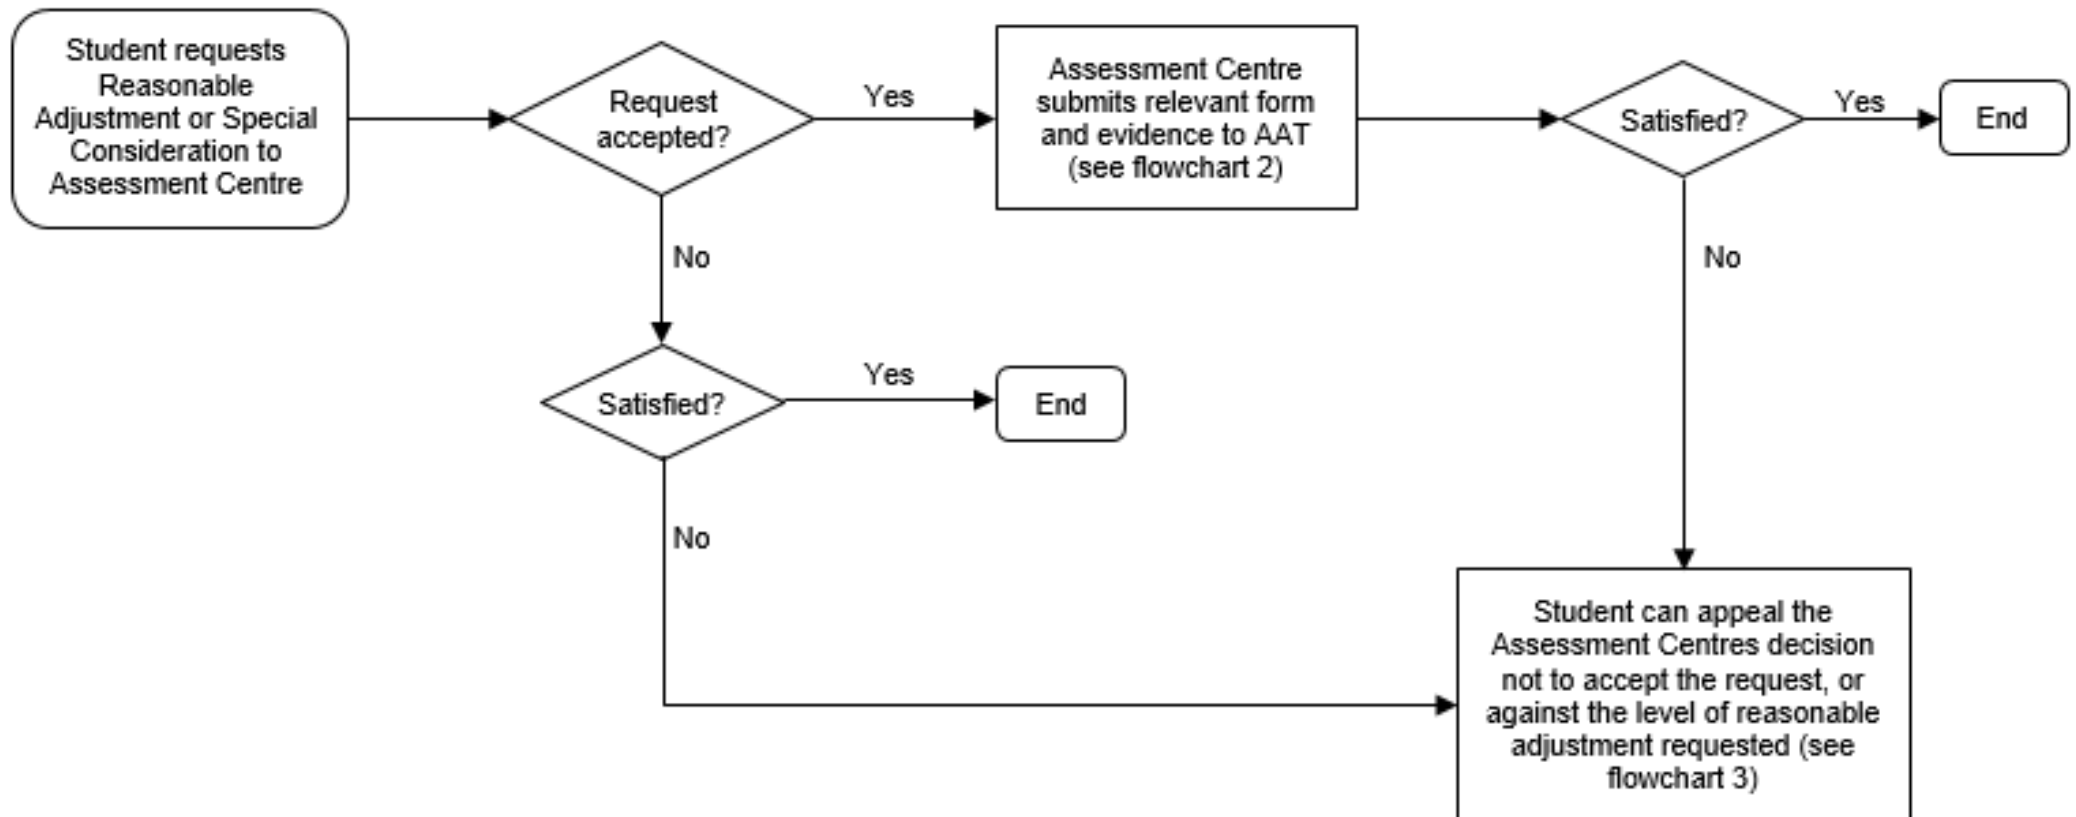 Student requests
Reasonable
Adjustment or Special
Consideration to
Assessment Centre
Request
accepted?
Yes
Assessment Centre
submits relevant form
and evidence to AAT
(see flowchart 2)
Satisfied?
Yes
End
No
No
Satisfied?
Yes
End
No
Student can appeal the
Assessment Centres decision
not to accept the request, or
against the level of reasonable
adjustment requested (see
flowchart 3)